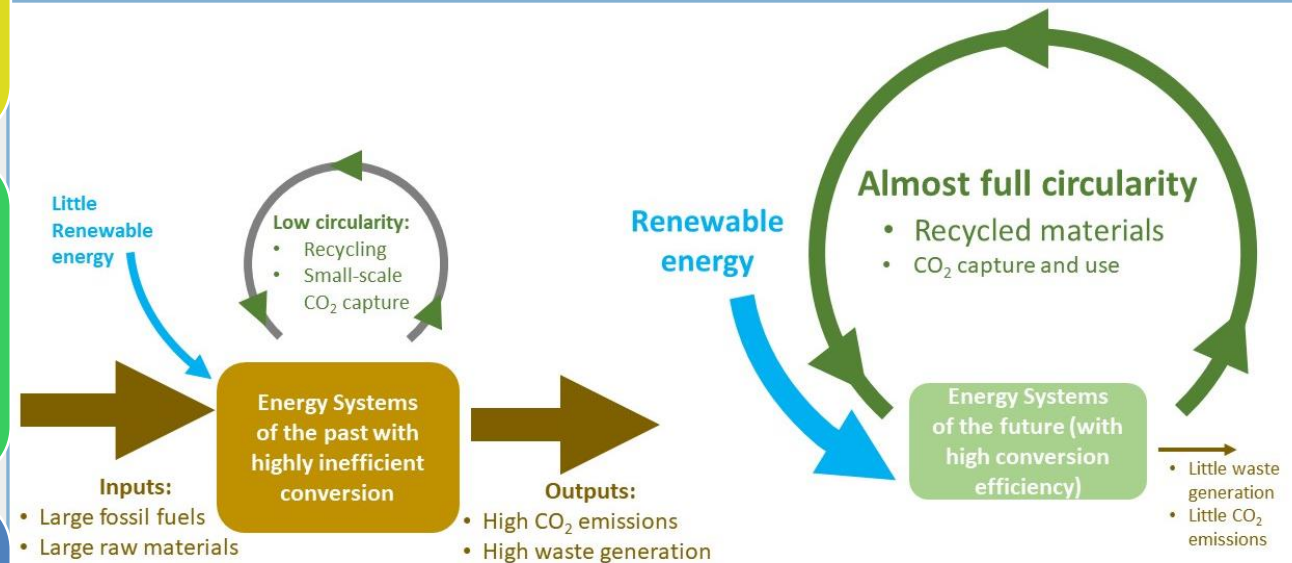 Little
Renewable
energy
Low circularity:
• Recycling
• Small-scale
CO₂ capture
Energy Systems
of the past with
highly inefficient
conversion
Inputs:
• Large fossil fuels
• Large raw materials
Outputs:
• High CO₂ emissions
• High waste generation
Renewable
energy
Almost full circularity
• Recycled materials
• CO₂ capture and use
Energy Systems
of the future (with
high conversion
efficiency)
• Little waste
generation
• Little CO₂
emissions